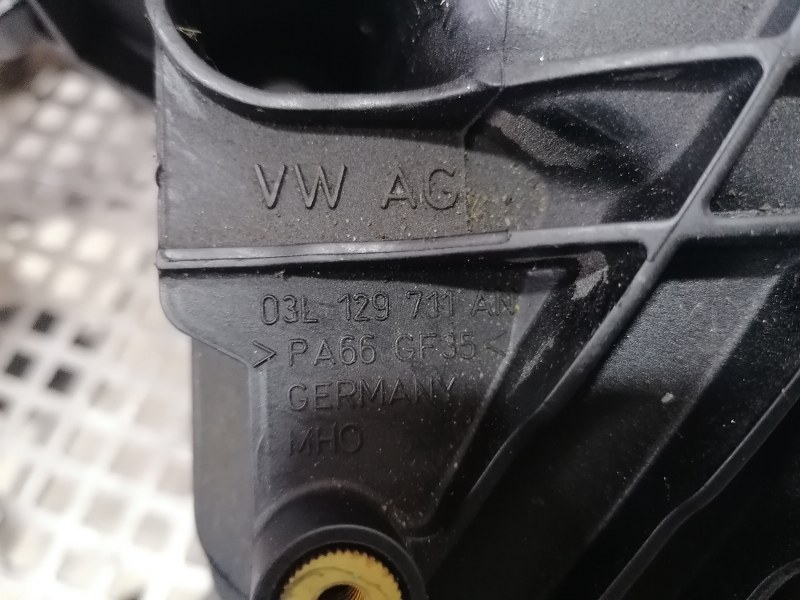 VW AG
03L 129 711 AN
>PA66 GF35<
GERMANY
MHO